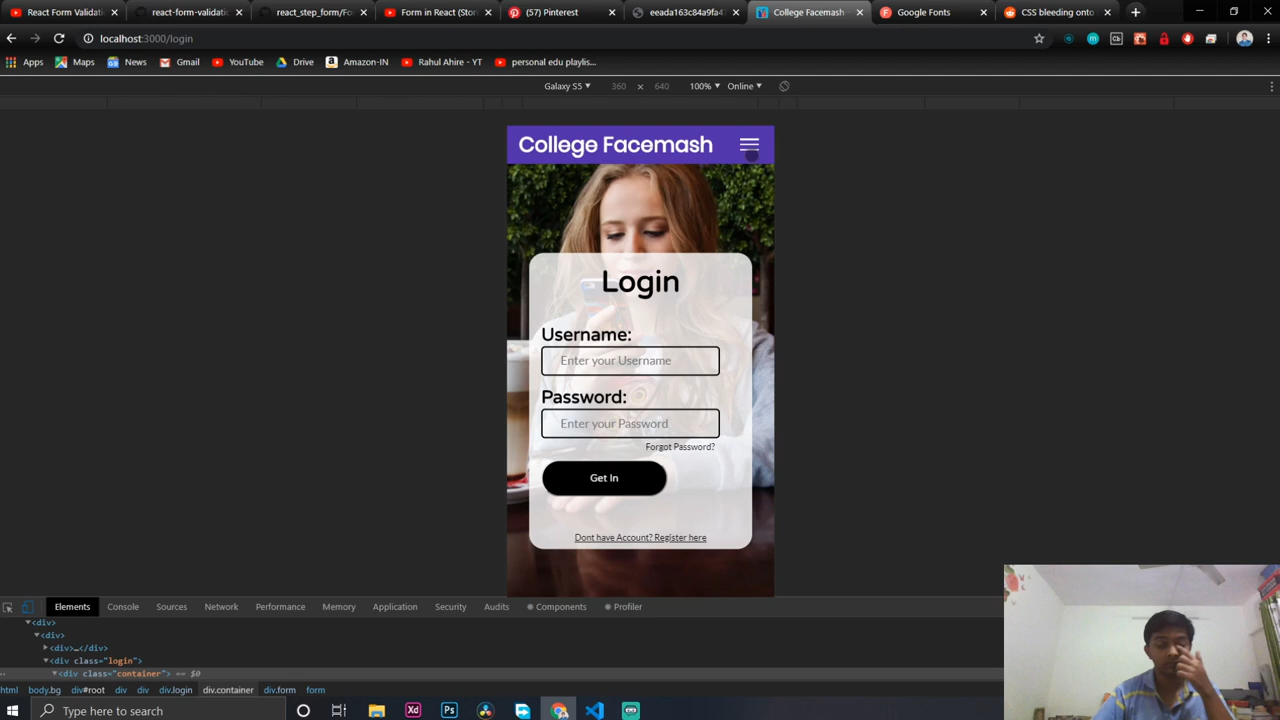 React Form Validati
react-form-validatio
react_step_form/Fo
Form in React (Stor
(57) Pinterest
eeada163c84a9fa4
College Facemash
Google Fonts
CSS bleeding onto
localhost:3000/login
Apps
Maps
News
Gmail
YouTube
Drive
Amazon-IN
Rahul Ahire - YT
personal edu playlis...
Galaxy S5 360 × 640 100% Online
College Facemash
Login
Username:
Enter your Username
Password:
Enter your Password
Forgot Password?
Get In
Dont have Account? Register here
Elements Console Sources Network Performance Memory Application Security Audits Components Profiler
<div>
<div>
<div>…</div>
<div class="login">
<div class="container"> == $0
html body.bg div#root div div div.login div.container div.form form
Type here to search